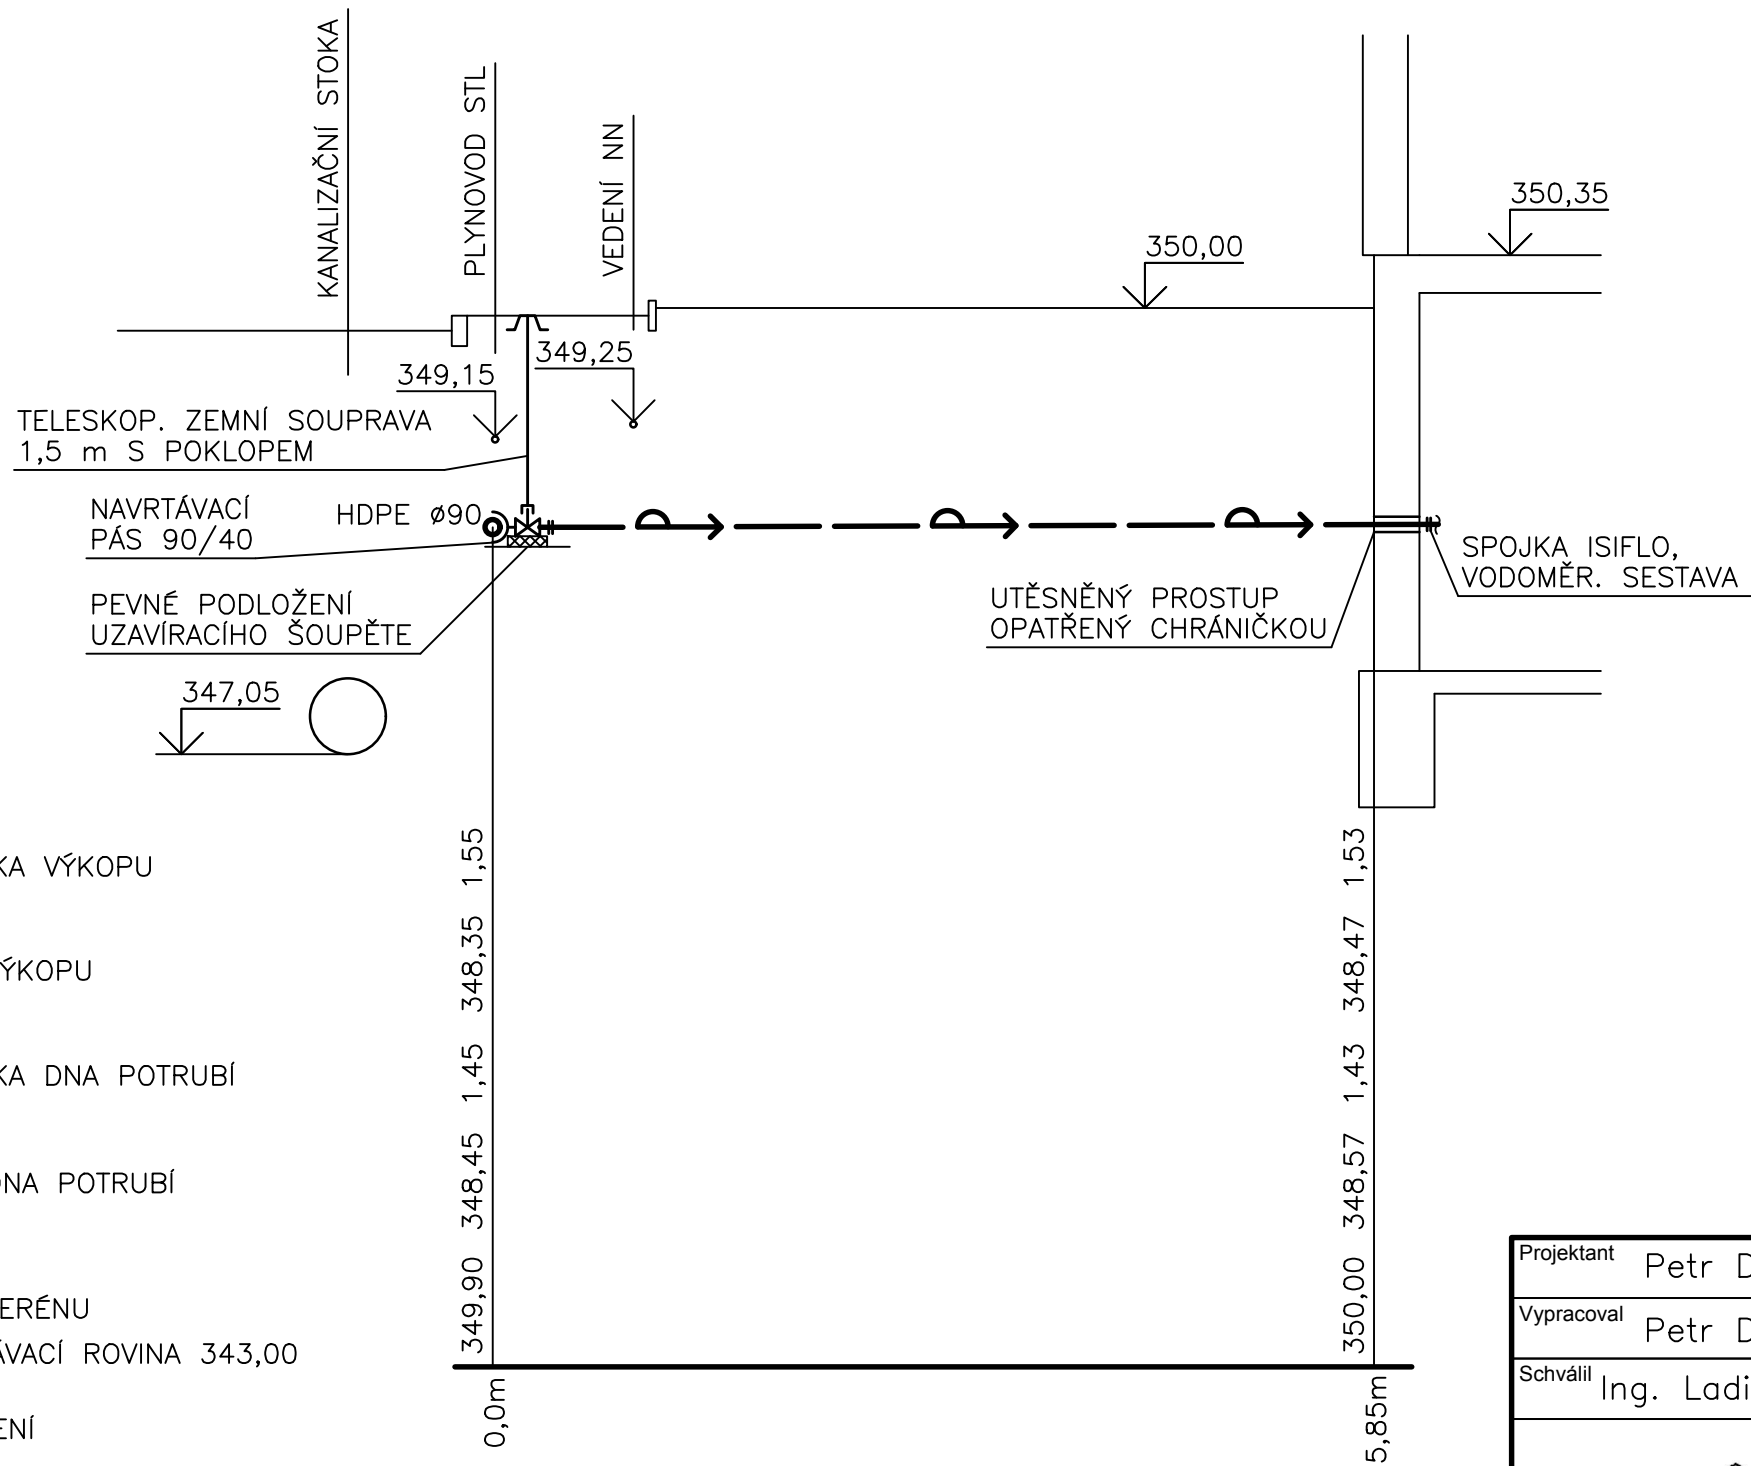 KANALIZAČNÍ STOKA
PLYNOVOD STL
VEDENÍ NN
350,35
350,00
349,25
349,15
TELESKOP. ZEMNÍ SOUPRAVA
1,5 m S POKLOPEM
NAVRTÁVACÍ
PÁS 90/40
HDPE ø90
SPOJKA ISIFLO,
VODOMĚR. SESTAVA
PEVNÉ PODLOŽENÍ
UZAVÍRACÍHO ŠOUPĚTE
UTĚSNĚNÝ PROSTUP
OPATŘENÝ CHRÁNIČKOU
347,05
KA VÝKOPU
1,55
1,53
ÝKOPU
348,35
348,47
KA DNA POTRUBÍ
1,45
1,43
DNA POTRUBÍ
348,45
348,57
ERÉNU
349,90
350,00
ÁVACÍ ROVINA 343,00
ENÍ
0,0m
5,85m
Projektant Petr D
Vypracoval Petr D
Schválil Ing. Ladi